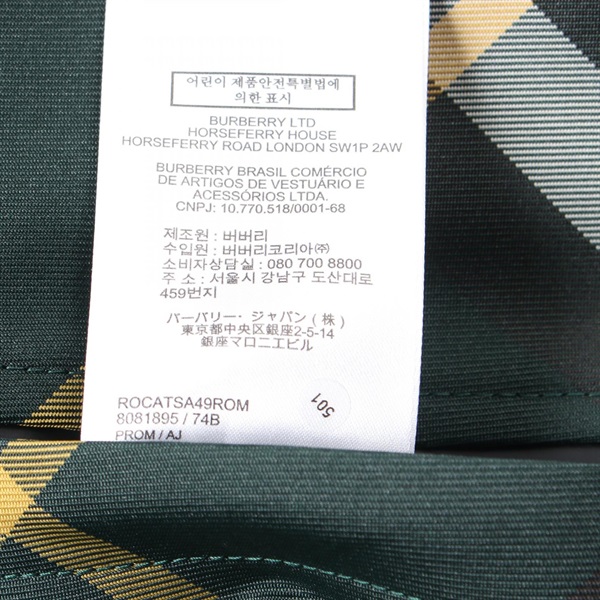 어린이 제품안전특별법에
의한 표시
BURBERRY LTD
HORSEFERRY HOUSE
HORSEFERRY ROAD LONDON SW1P 2AW
BURBERRY BRASIL COMÉRCIO
DE ARTIGOS DE VESTUÁRIO E
ACESSÓRIOS LTDA.
CNPJ: 10.770.518/0001-68
제조원 : 버버리
수입원 : 버버리코리아㈜
소비자상담실 : 080 700 8800
주 소 : 서울시 강남구 도산대로
459번지
バーバリー・ジャパン (株)
東京都中央区銀座2-5-14
銀座マロニエビル
ROCATSA49ROM
8081895 / 74B
PROM / AJ
501